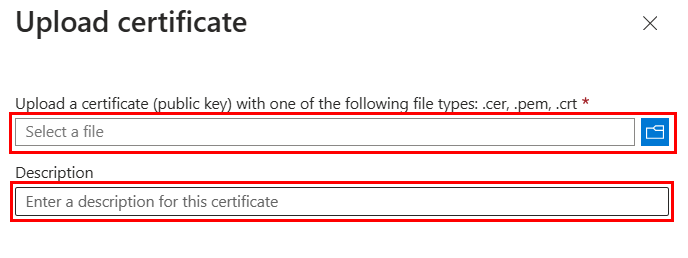 Upload certificate
Upload a certificate (public key) with one of the following file types: .cer, .pem, .crt *
Select a file
Description
Enter a description for this certificate